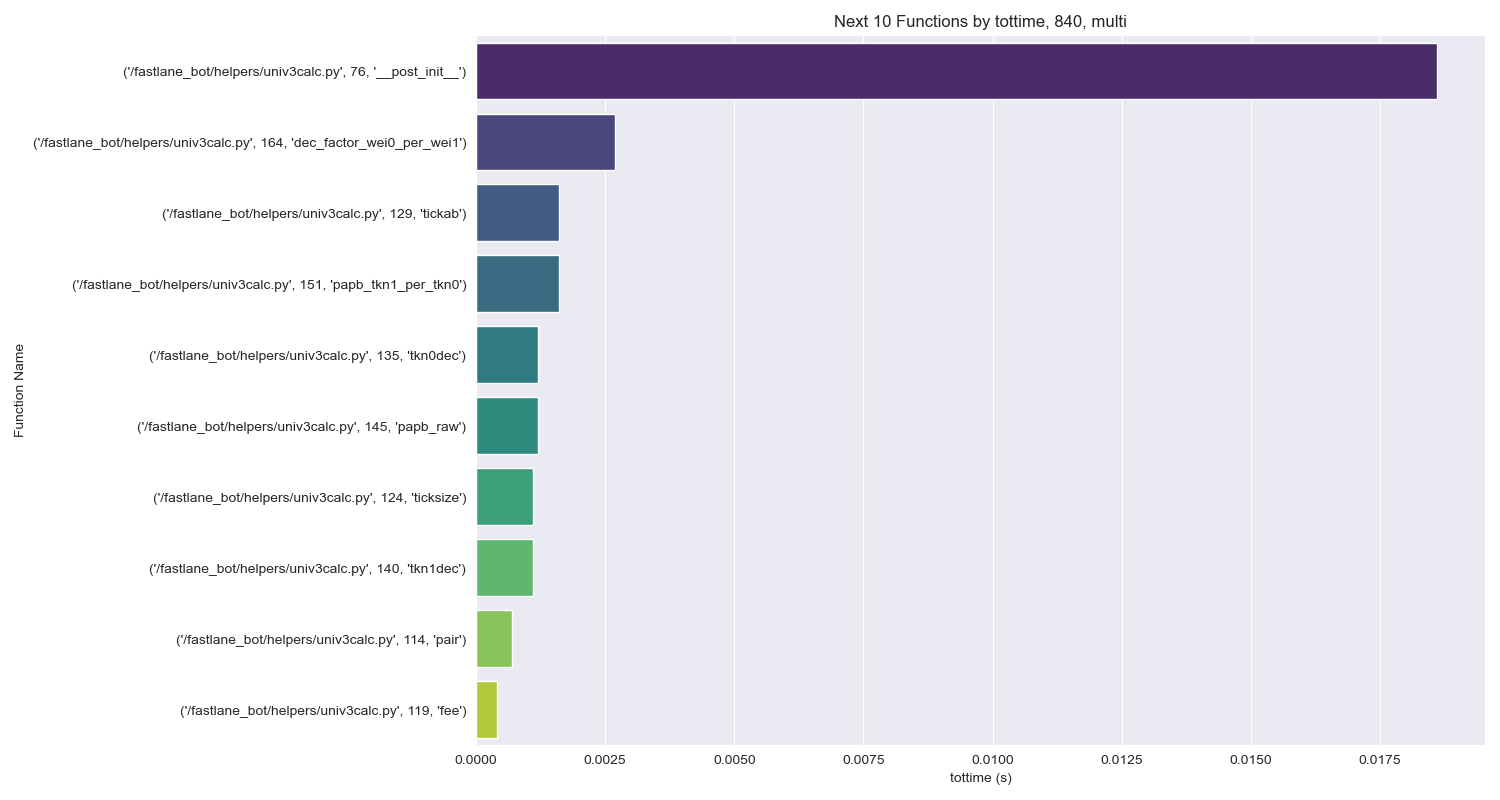 Next 10 Functions by tottime, 840, multi
('/fastlane_bot/helpers/univ3calc.py', 76, '__post_init__')
('/fastlane_bot/helpers/univ3calc.py', 164, 'dec_factor_wei0_per_wei1')
('/fastlane_bot/helpers/univ3calc.py', 129, 'tickab')
('/fastlane_bot/helpers/univ3calc.py', 151, 'papb_tkn1_per_tkn0')
('/fastlane_bot/helpers/univ3calc.py', 135, 'tkn0dec')
('/fastlane_bot/helpers/univ3calc.py', 145, 'papb_raw')
('/fastlane_bot/helpers/univ3calc.py', 124, 'ticksize')
('/fastlane_bot/helpers/univ3calc.py', 140, 'tkn1dec')
('/fastlane_bot/helpers/univ3calc.py', 114, 'pair')
('/fastlane_bot/helpers/univ3calc.py', 119, 'fee')
Function Name
0.0000 0.0025 0.0050 0.0075 0.0100 0.0125 0.0150 0.0175
tottime (s)